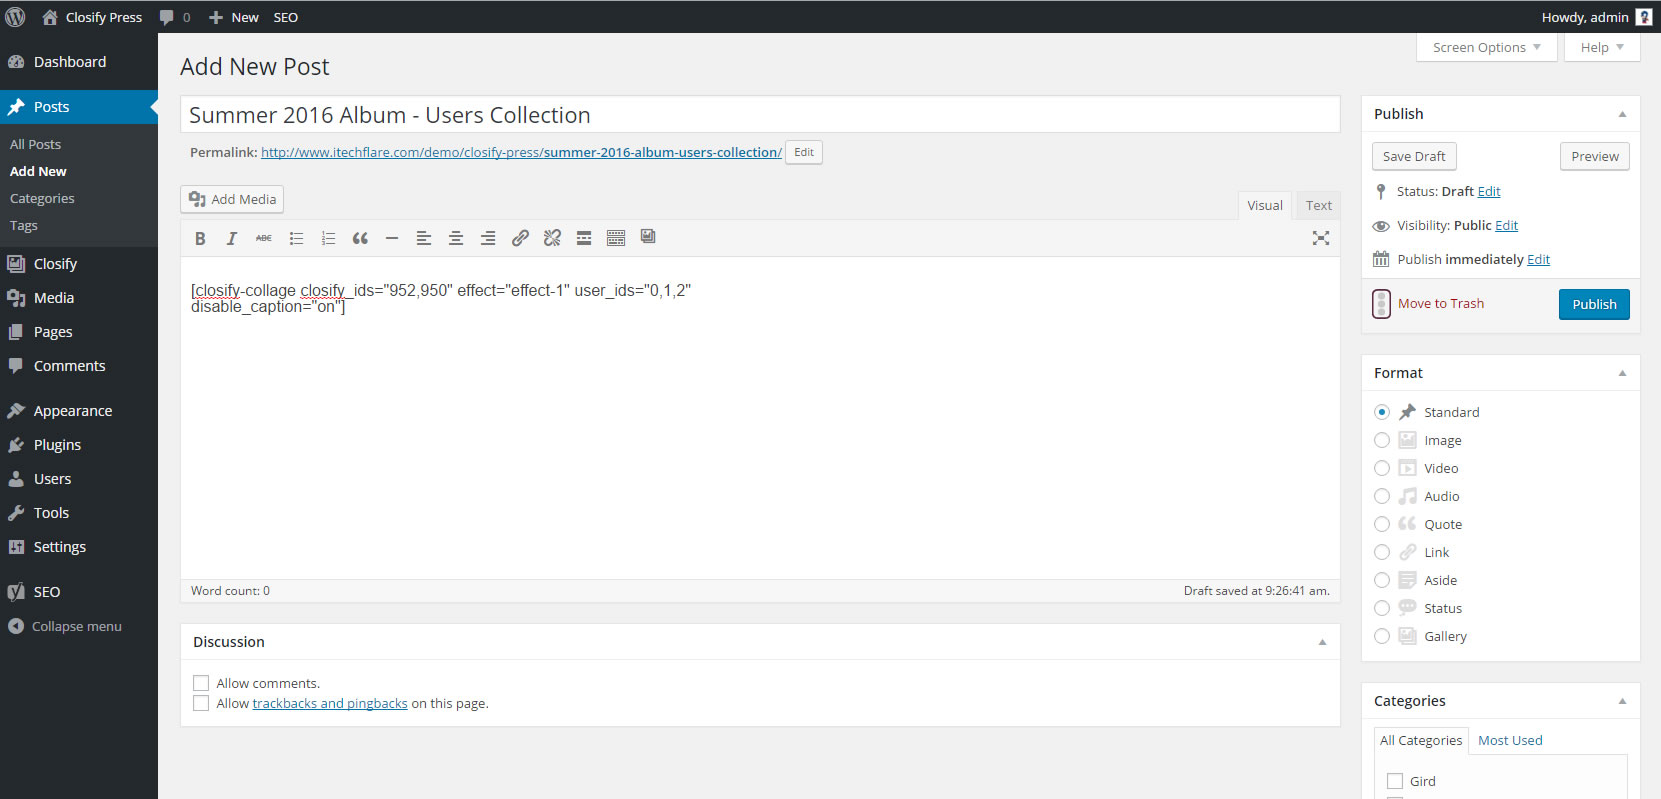 Closify Press 0 New SEO Howdy, admin
Screen Options Help
Dashboard
Posts
All Posts
Add New
Categories
Tags
Closify
Media
Pages
Comments
Appearance
Plugins
Users
Tools
Settings
SEO
Collapse menu
Add New Post
Summer 2016 Album - Users Collection
Permalink: http://www.itechflare.com/demo/closify-press/summer-2016-album-users-collection/ Edit
Add Media
Visual Text
B I ABC
[closify-collage closify_ids="952,950" effect="effect-1" user_ids="0,1,2"
disable_caption="on"]
Word count: 0 Draft saved at 9:26:41 am.
Discussion
Allow comments.
Allow trackbacks and pingbacks on this page.
Publish
Save Draft Preview
Status: Draft Edit
Visibility: Public Edit
Publish immediately Edit
Move to Trash Publish
Format
Standard
Image
Video
Audio
Quote
Link
Aside
Status
Gallery
Categories
All Categories Most Used
Gird